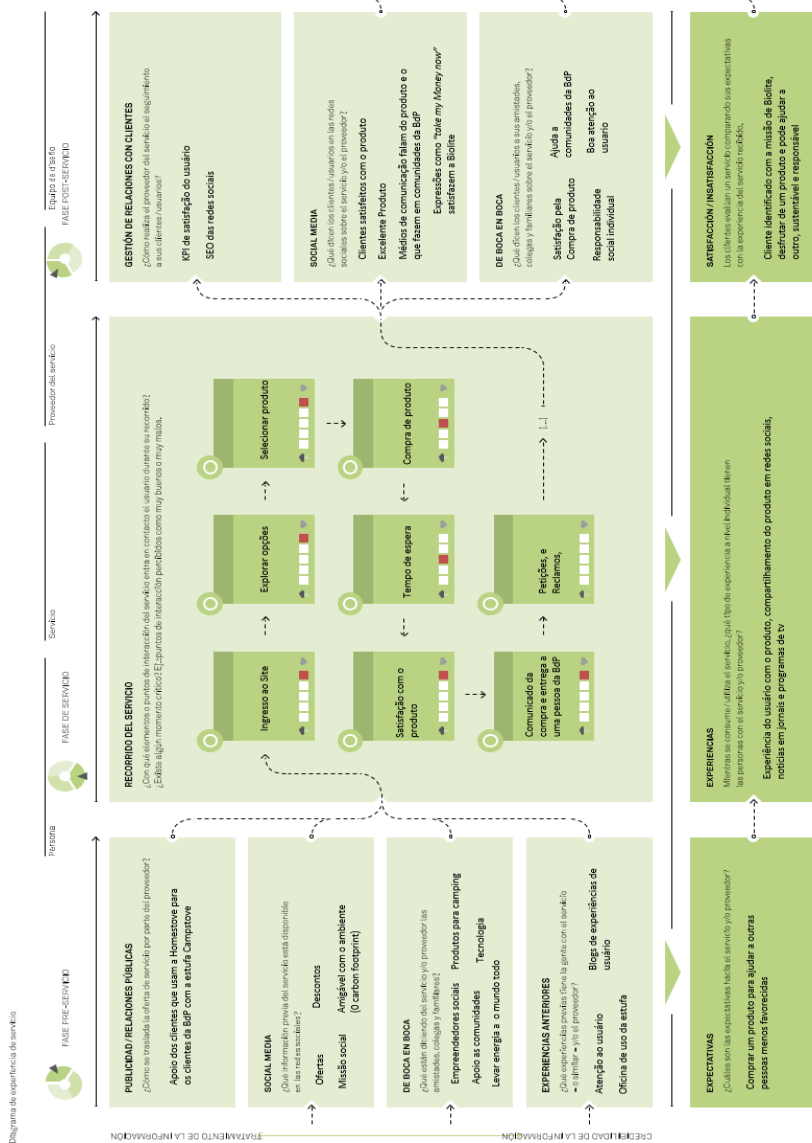 Diagrama de experiencia de servicio
Persona
Servicio
Proveedor del servicio
Equipo de diseño
FASE PRE-SERVICIO
FASE DE SERVICIO
FASE POST-SERVICIO
TRATAMIENTO DE LA INFORMACIÓN
CREDIBILIDAD DE LA INFORMACIÓN
PUBLICIDAD / RELACIONES PÚBLICAS
¿Cómo se traslada la oferta de servicio por parte del proveedor?
Apoio dos clientes que usam a Homestove para
os clientes da BdP com a estufa Campstove
SOCIAL MEDIA
¿Qué información previa del servicio está disponible
en las redes sociales?
Ofertas
Descontos
Missão social
Amigável com o ambiente
(0 carbon footprint)
DE BOCA EN BOCA
¿Qué están diciendo del servicio y/o proveedor las
amistades, colegas y familiares?
Empreendedores sociais
Produtos para camping
Apoio as comunidades
Tecnologia
Levar energia a o mundo todo
EXPERIENCIAS ANTERIORES
¿Qué experiencias previas tiene la gente con el servicio
= o similar = y/o el proveedor?
Atenção ao usuário
Blogs de experiências de
usuário
Oficina de uso da estufa
RECORRIDO DEL SERVICIO
¿Con qué elementos o puntos de interacción del servicio entra en contacto el usuario durante su recorrido?
¿Existe algún momento crítico? Ej.:puntos de interacción percibidos como muy buenos o muy malos.
Ingresso ao Site
Explorar opções
Selecionar produto
Satisfação com o
produto
Tempo de espera
Compra de produto
Comunicado da
compra e entrega a
uma pessoa da BdP
Petições, e
Reclamos,
[...]
GESTIÓN DE RELACIONES CON CLIENTES
¿Cómo realiza el proveedor del servicio el seguimiento
a sus clientes / usuarios?
KPI de satisfação do usuário
SEO das redes sociais
SOCIAL MEDIA
¿Qué dicen los clientes / usuarios en las redes
sociales sobre el servicio y/o el proveedor?
Clientes satisfeitos com o produto
Excelente Produto
Médios de comunicação falam do produto e o
que fazem em comunidades da BdP
Expressões como "take my Money now"
satisfazem a Biolite
DE BOCA EN BOCA
¿Qué dicen los clientes / usuarios a sus amistades,
colegas y familiares sobre el servicio y/o el proveedor?
Satisfação pela
Compra de produto
Ajuda a
comunidades da BdP
Responsabilidade
social individual
Boa atenção ao
usuario
EXPECTATIVAS
¿Cuáles son las expectativas hacia el servicio y/o proveedor?
Comprar um produto para ajudar a outras
pessoas menos favorecidas
EXPERIENCIAS
Mientras se consume / utiliza el servicio, ¿qué tipo de experiencia a nivel individual tienen
las personas con el servicio y/o proveedor?
Experiência do usuário com o produto, compartilhamento do produto em redes sociais,
noticias em jornais e programas de tv
SATISFACCIÓN / INSATISFACCIÓN
Los clientes evalúan un servicio comparando sus expectativas
con la experiencia del servicio recibido.
Cliente identificado com a missão de Biolite,
desfrutar de um produto e pode ajudar a
outro, sustentável e responsável